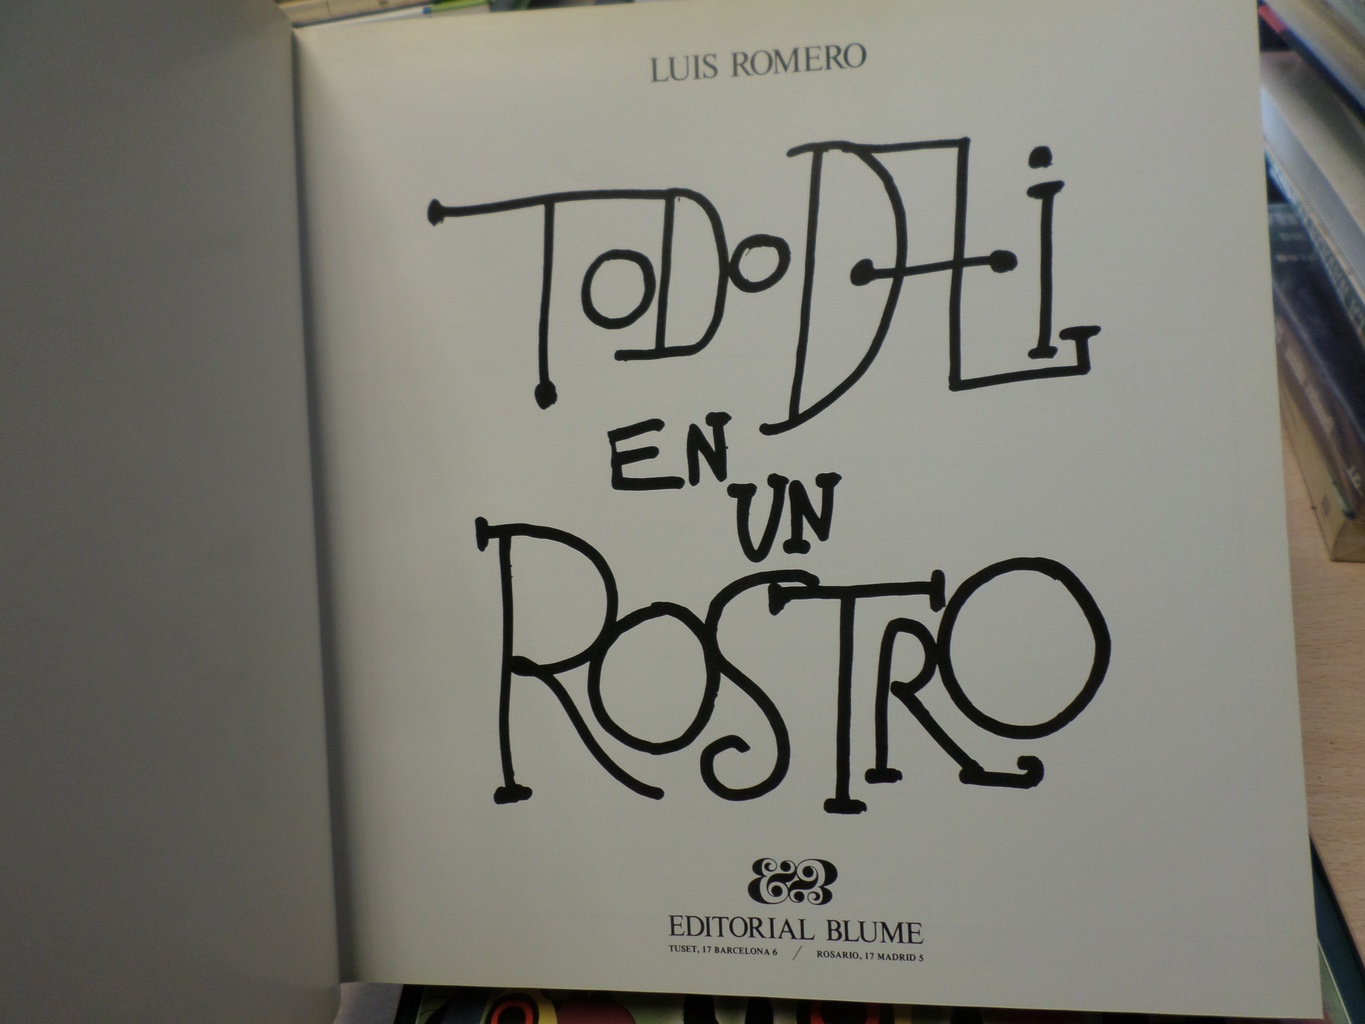 LUIS ROMERO
TODO DALi
EN
UN
ROSTRO
EDITORIAL BLUME
TUSET, 17 BARCELONA 6 / ROSARIO, 17 MADRID 5